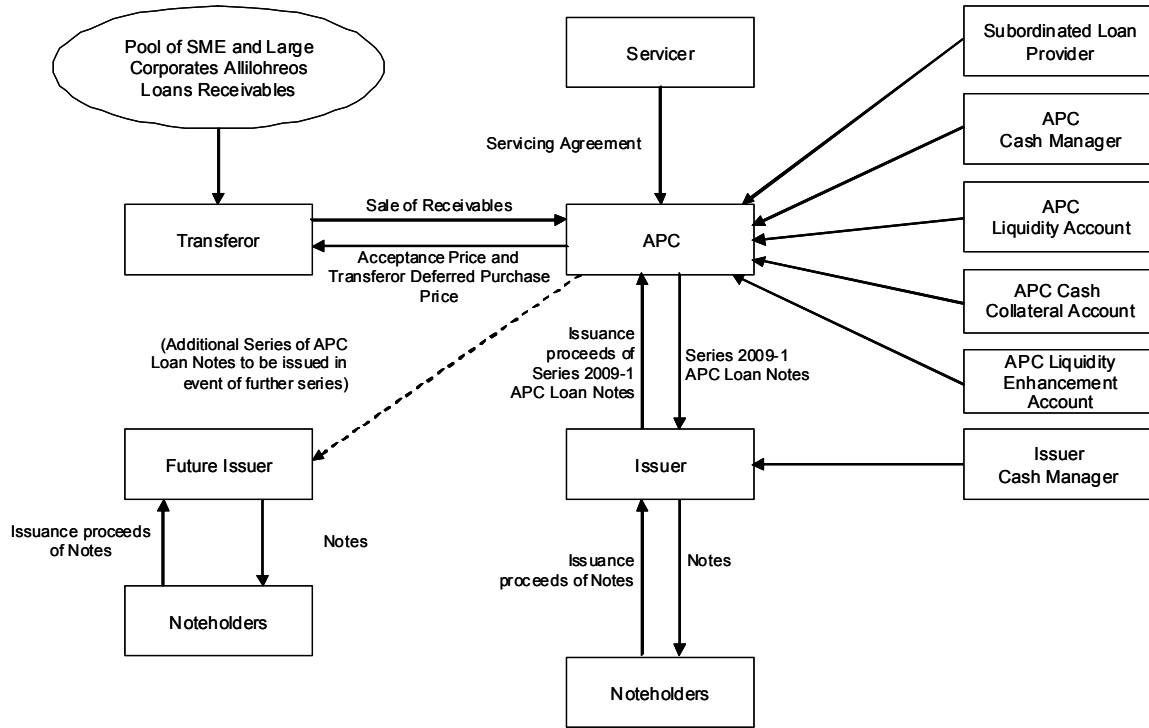 Pool of SME and Large
Corporates Allilohreos
Loans Receivables
Servicer
Subordinated Loan
Provider
APC
Cash Manager
Servicing Agreement
Transferor
Sale of Receivables
APC
APC
Liquidity Account
Acceptance Price and
Transferor Deferred Purchase
Price
APC Cash
Collateral Account
(Additional Series of APC
Loan Notes to be issued in
event of further series)
Issuance
proceeds of
Series 2009-1
APC Loan Notes
Series 2009-1
APC Loan Notes
APC Liquidity
Enhancement
Account
Future Issuer
Issuer
Issuer
Cash Manager
Issuance proceeds
of Notes
Notes
Issuance
proceeds of Notes
Notes
Noteholders
Noteholders